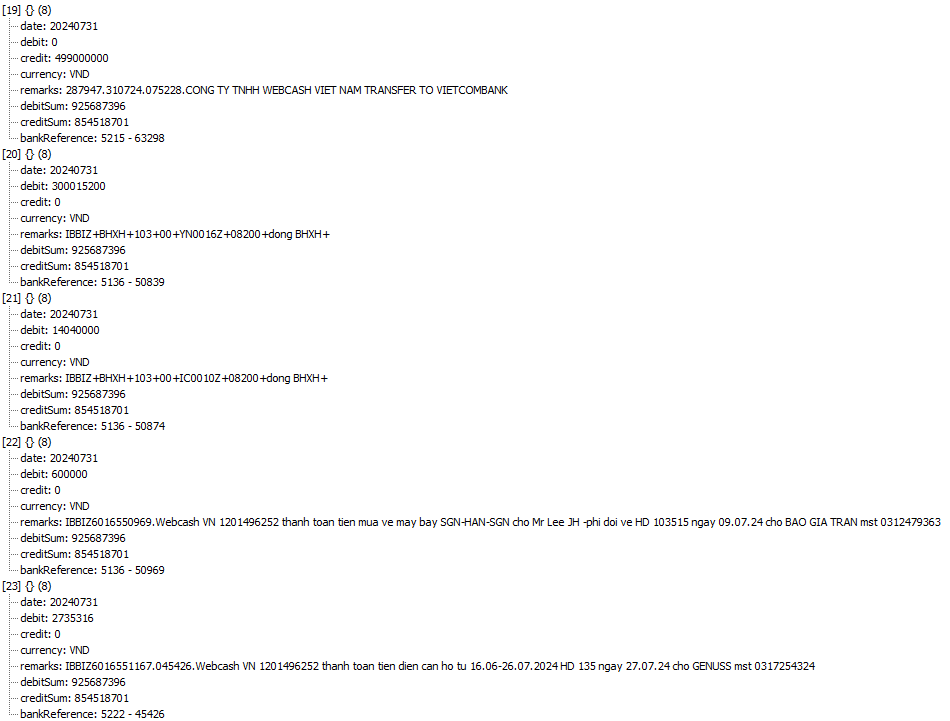 [19] {} (8)
date: 20240731
debit: 0
credit: 499000000
currency: VND
remarks: 287947.310724.075228.CONG TY TNHH WEBCASH VIET NAM TRANSFER TO VIETCOMBANK
debitSum: 925687396
creditSum: 854518701
bankReference: 5215 - 63298
[20] {} (8)
date: 20240731
debit: 300015200
credit: 0
currency: VND
remarks: IBBIZ+BHXH+103+00+YN0016Z+08200+dong BHXH+
debitSum: 925687396
creditSum: 854518701
bankReference: 5136 - 50839
[21] {} (8)
date: 20240731
debit: 14040000
credit: 0
currency: VND
remarks: IBBIZ+BHXH+103+00+IC0010Z+08200+dong BHXH+
debitSum: 925687396
creditSum: 854518701
bankReference: 5136 - 50874
[22] {} (8)
date: 20240731
debit: 600000
credit: 0
currency: VND
remarks: IBBIZ6016550969.Webcash VN 1201496252 thanh toan tien mua ve may bay SGN-HAN-SGN cho Mr Lee JH -phi doi ve HD 103515 ngay 09.07.24 cho BAO GIA TRAN mst 0312479363
debitSum: 925687396
creditSum: 854518701
bankReference: 5136 - 50969
[23] {} (8)
date: 20240731
debit: 2735316
credit: 0
currency: VND
remarks: IBBIZ6016551167.045426.Webcash VN 1201496252 thanh toan tien dien can ho tu 16.06-26.07.2024 HD 135 ngay 27.07.24 cho GENUSS mst 0317254324
debitSum: 925687396
creditSum: 854518701
bankReference: 5222 - 45426